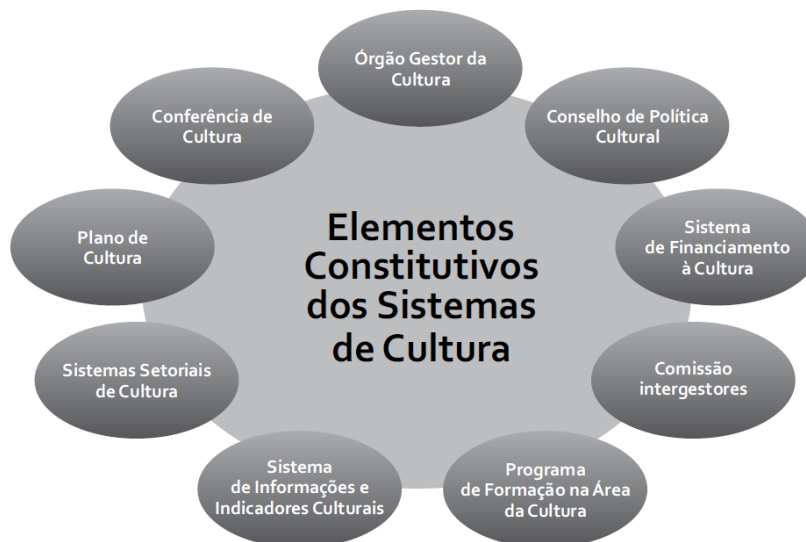 Órgão Gestor da
Cultura
Conferência de
Cultura
Conselho de Política
Cultural
Plano de
Cultura
Elementos
Constitutivos
dos Sistemas
de Cultura
Sistema
de Financiamento
à Cultura
Sistemas Setoriais
de Cultura
Comissão
intergestores
Sistema
de Informações e
Indicadores Culturais
Programa
de Formação na Área
da Cultura